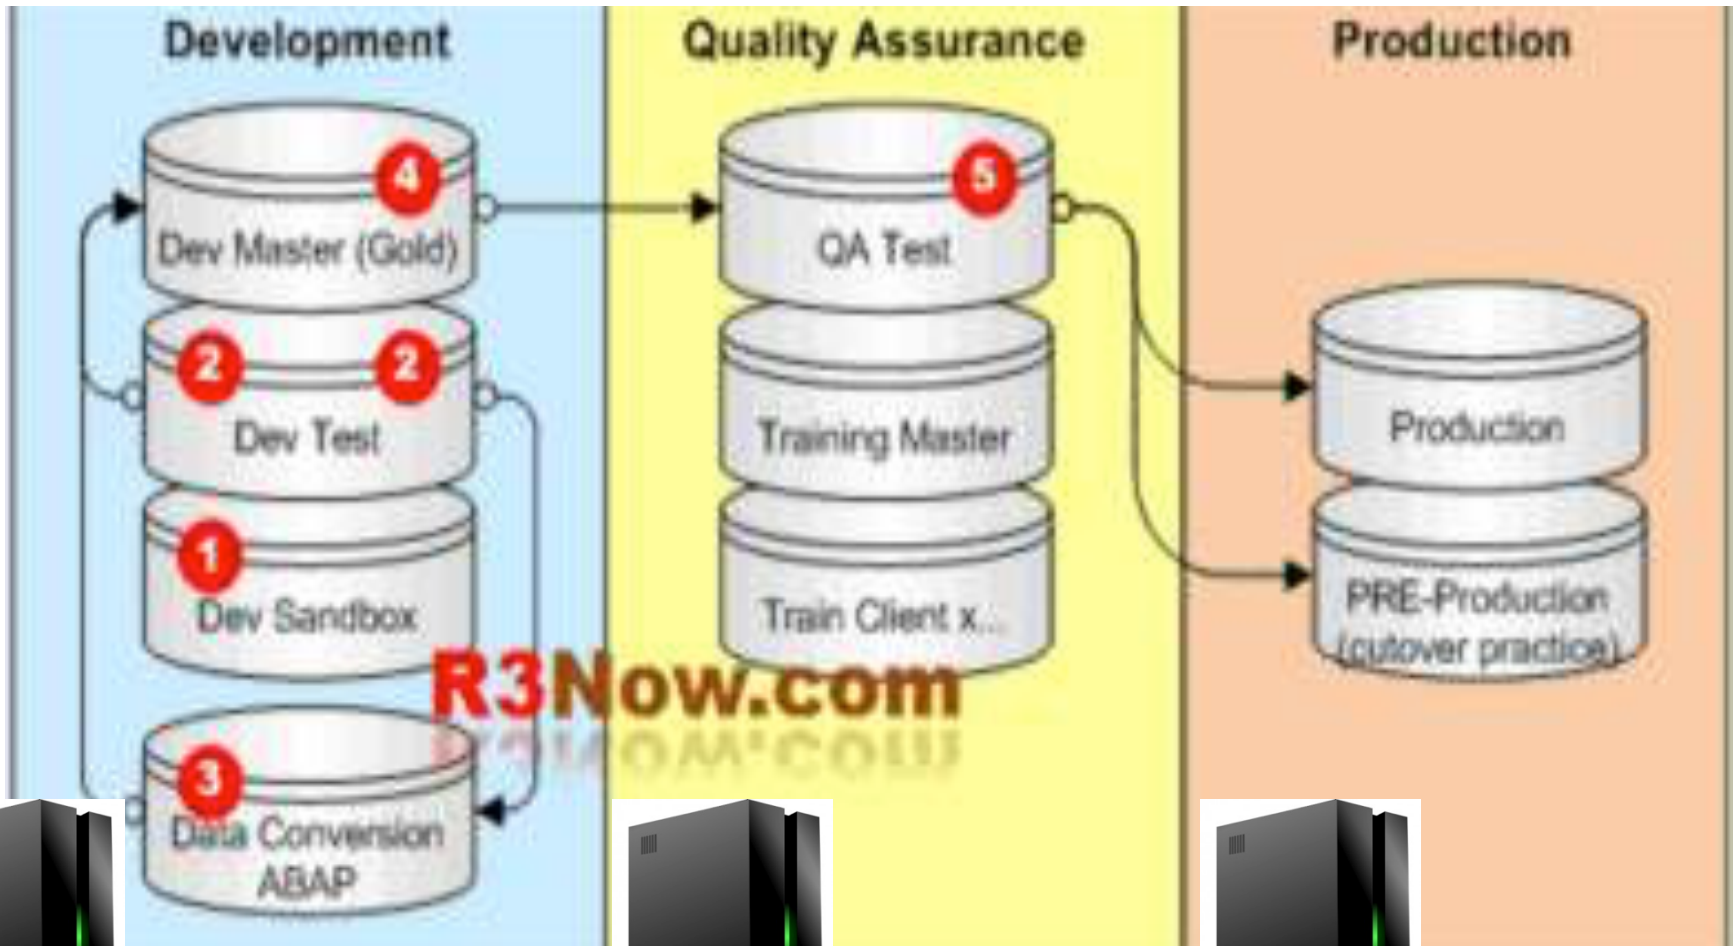 Development
4
Dev Master (Gold)
2 2
Dev Test
1
Dev Sandbox
3
Data Conversion
ABAP
Quality Assurance
5
QA Test
Training Master
Train Client x...
R3Now.com
Production
Production
PRE-Production
(cutover practice)